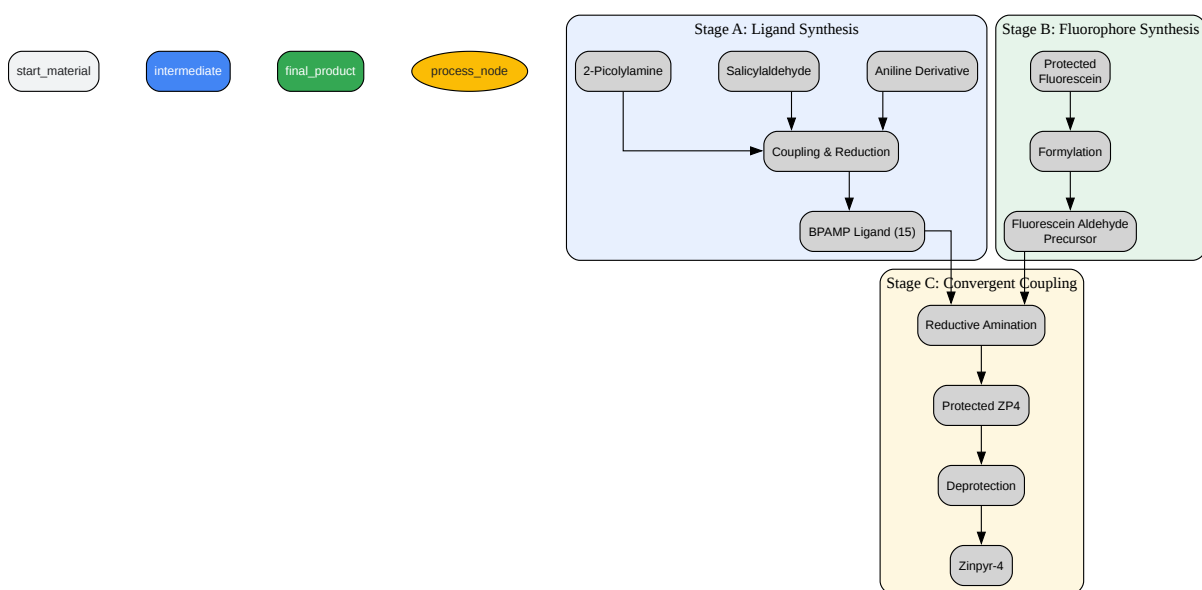 start_material
intermediate
final_product
process_node
Stage A: Ligand Synthesis
2-Picolylamine
Salicylaldehyde
Aniline Derivative
Coupling & Reduction
BPAMP Ligand (15)
Stage B: Fluorophore Synthesis
Protected
Fluorescein
Formylation
Fluorescein Aldehyde
Precursor
Stage C: Convergent Coupling
Reductive Amination
Protected ZP4
Deprotection
Zinpyr-4